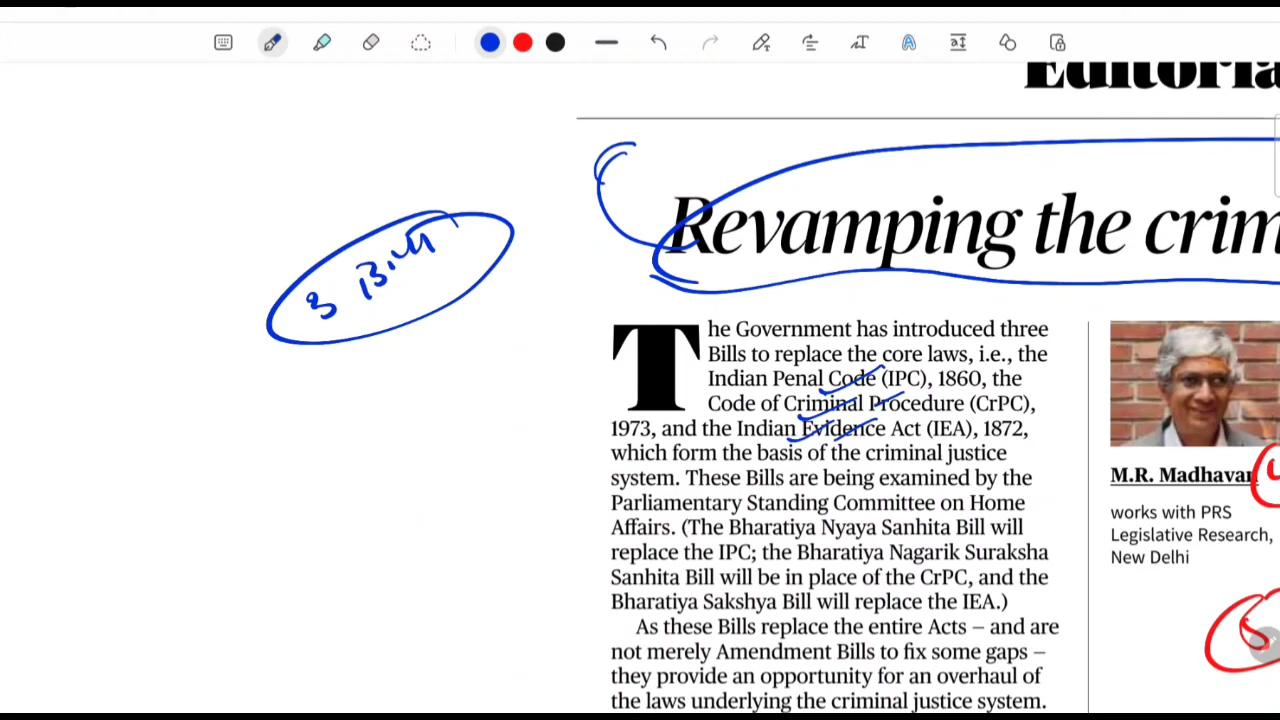 Editoria
Revamping the crim
3 Bill
The Government has introduced three
Bills to replace the core laws, i.e., the
Indian Penal Code (IPC), 1860, the
Code of Criminal Procedure (CrPC),
1973, and the Indian Evidence Act (IEA), 1872,
which form the basis of the criminal justice
system. These Bills are being examined by the
Parliamentary Standing Committee on Home
Affairs. (The Bharatiya Nyaya Sanhita Bill will
replace the IPC; the Bharatiya Nagarik Suraksha
Sanhita Bill will be in place of the CrPC, and the
Bharatiya Sakshya Bill will replace the IEA.)
As these Bills replace the entire Acts — and are
not merely Amendment Bills to fix some gaps —
they provide an opportunity for an overhaul of
the laws underlying the criminal justice system.
M.R. Madhavan
works with PRS
Legislative Research,
New Delhi